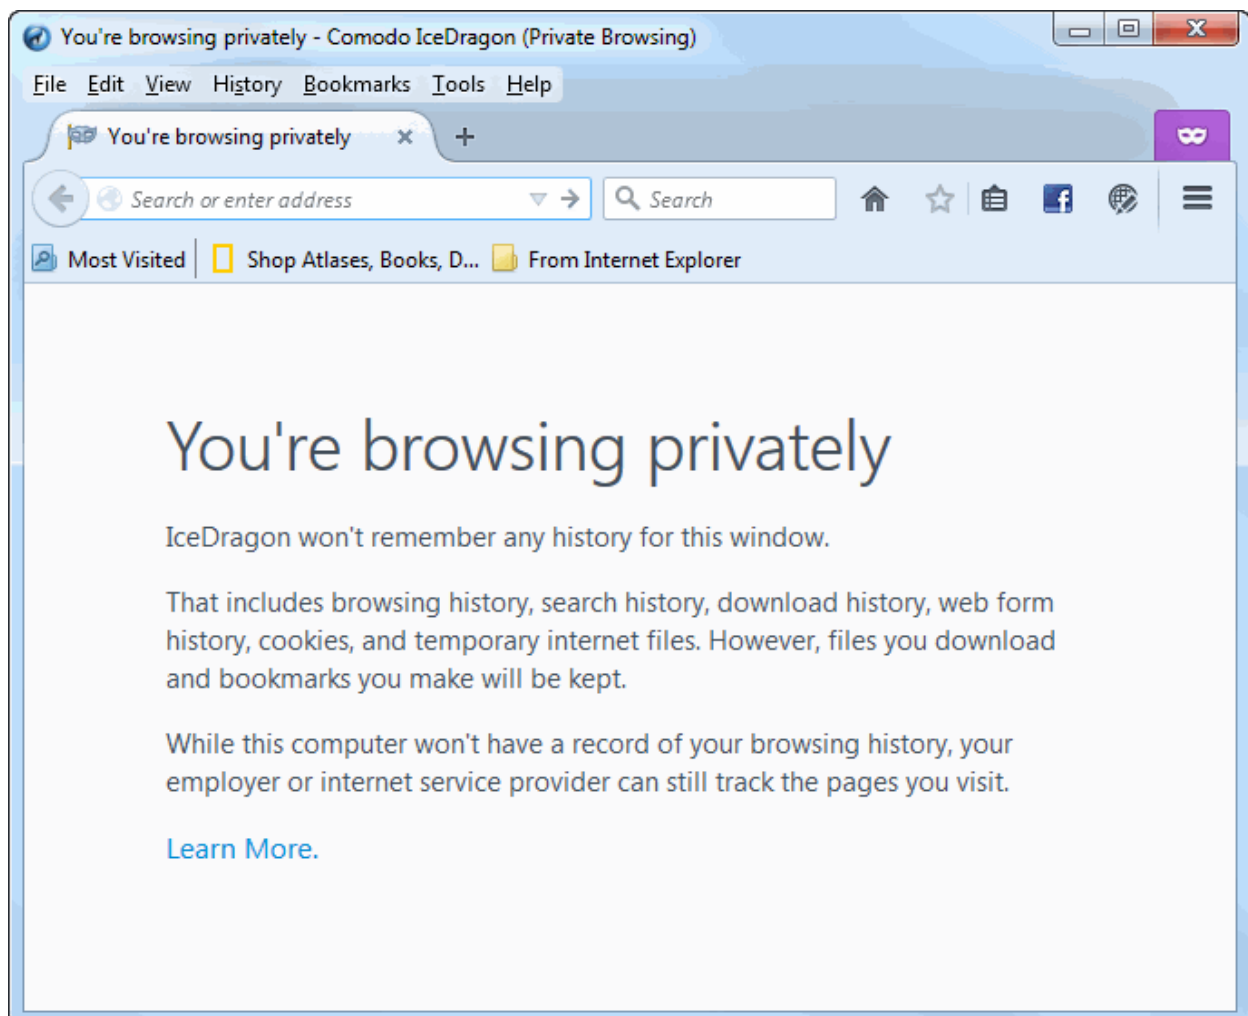 You're browsing privately - Comodo IceDragon (Private Browsing)
File Edit View History Bookmarks Tools Help
You're browsing privately
Search or enter address Search
Most Visited Shop Atlases, Books, D... From Internet Explorer
You're browsing privately
IceDragon won't remember any history for this window.
That includes browsing history, search history, download history, web form
history, cookies, and temporary internet files. However, files you download
and bookmarks you make will be kept.
While this computer won't have a record of your browsing history, your
employer or internet service provider can still track the pages you visit.
Learn More.